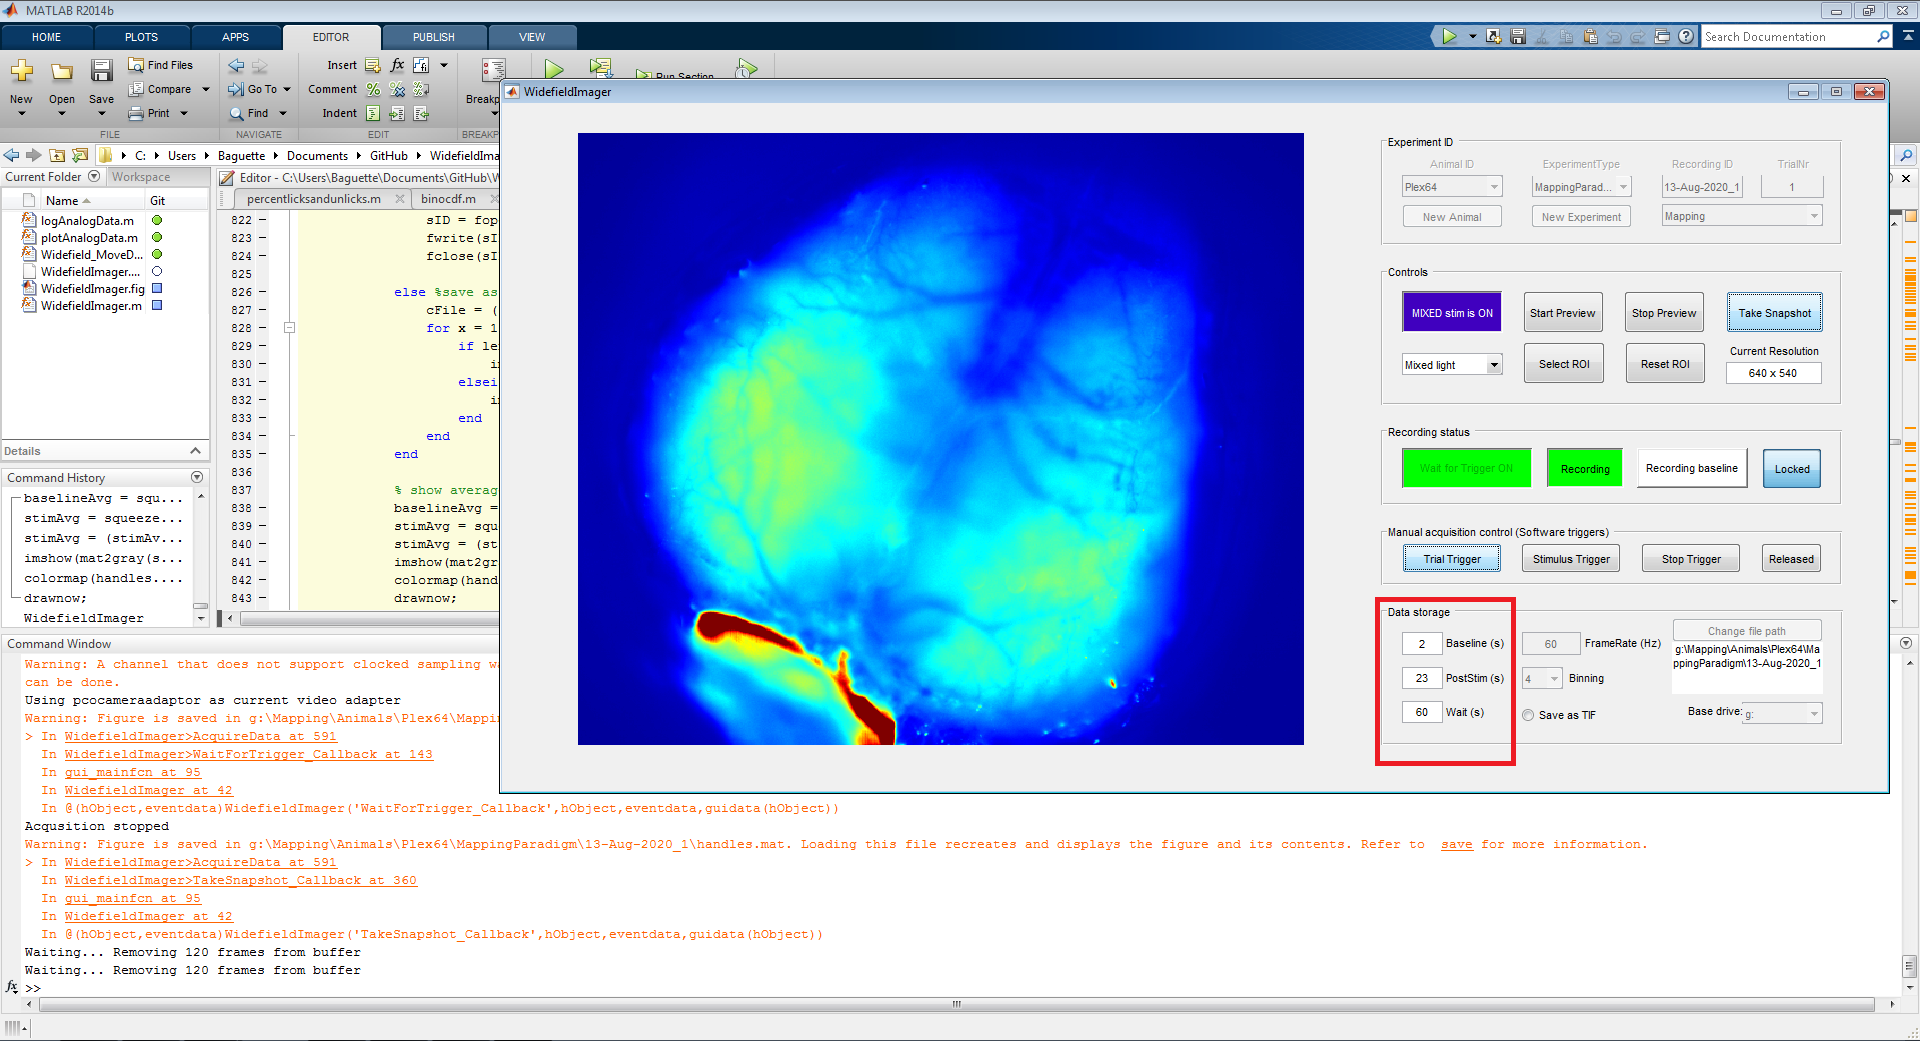 MATLAB R2014b
HOME PLOTS APPS EDITOR PUBLISH VIEW
Search Documentation
New Open Save Find Files Compare Print
Go To Find
Insert fx Comment Indent
Run Section
FILE NAVIGATE EDIT
C: Users Baguette Documents GitHub
Current Folder Workspace
Name Git
logAnalogData.m
plotAnalogData.m
Widefield_MoveD...
WidefieldImager....
WidefieldImager.fig
WidefieldImager.m
Details
Command History
baselineAvg = squ...
stimAvg = squeeze...
stimAvg = (stimAv...
imshow(mat2gray(s...
colormap(handles....
drawnow;
WidefieldImager
Editor - C:\Users\Baguette\Documents\GitHub\W
percentlicksandunlicks.m binocdf.m
822 sID = fop
823 fwrite(sI
824 fclose(sI
825
826 else %save as
827 cFile = (
828 for x = 1
829 if le
830 in
831 elsei
832 in
833 end
834 end
835 end
836
837 % show averag
838 baselineAvg =
839 stimAvg = squ
840 stimAvg = (st
841 imshow(mat2gr
842 colormap(hand
843 drawnow;
WidefieldImager
Experiment ID
Animal ID ExperimentType Recording ID TrialNr
Plex64 MappingParad... 13-Aug-2020_1 1
New Animal New Experiment Mapping
Controls
MIXED stim is ON Start Preview Stop Preview Take Snapshot
Current Resolution
Mixed light Select ROI Reset ROI 640 x 540
Recording status
Wait for Trigger ON Recording Recording baseline Locked
Manual acquisition control (Software triggers)
Trial Trigger Stimulus Trigger Stop Trigger Released
Data storage
2 Baseline (s) 60 FrameRate (Hz) Change file path
g:\Mapping\Animals\Plex64\Ma
ppingParadigm\13-Aug-2020_1
23 PostStim (s) 4 Binning
60 Wait (s) Save as TIF Base drive: g:
Command Window
Warning: A channel that does not support clocked sampling wa
can be done.
Using pcocameraadaptor as current video adapter
Warning: Figure is saved in g:\Mapping\Animals\Plex64\Mappin
> In WidefieldImager>AcquireData at 591
In WidefieldImager>WaitForTrigger_Callback at 143
In gui_mainfcn at 95
In WidefieldImager at 42
In @(hObject,eventdata)WidefieldImager('WaitForTrigger_Callback',hObject,eventdata,guidata(hObject))
Acqusition stopped
Warning: Figure is saved in g:\Mapping\Animals\Plex64\MappingParadigm\13-Aug-2020_1\handles.mat. Loading this file recreates and displays the figure and its contents. Refer to save for more information.
> In WidefieldImager>AcquireData at 591
In WidefieldImager>TakeSnapshot_Callback at 360
In gui_mainfcn at 95
In WidefieldImager at 42
In @(hObject,eventdata)WidefieldImager('TakeSnapshot_Callback',hObject,eventdata,guidata(hObject))
Waiting... Removing 120 frames from buffer
Waiting... Removing 120 frames from buffer
fx >>